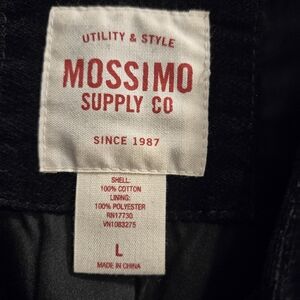 UTILITY & STYLE
MOSSIMO
SUPPLY CO
SINCE 1987
SHELL:
100% COTTON
LINING:
100% POLYESTER
RN17730
VN1083275
L
MADE IN CHINA